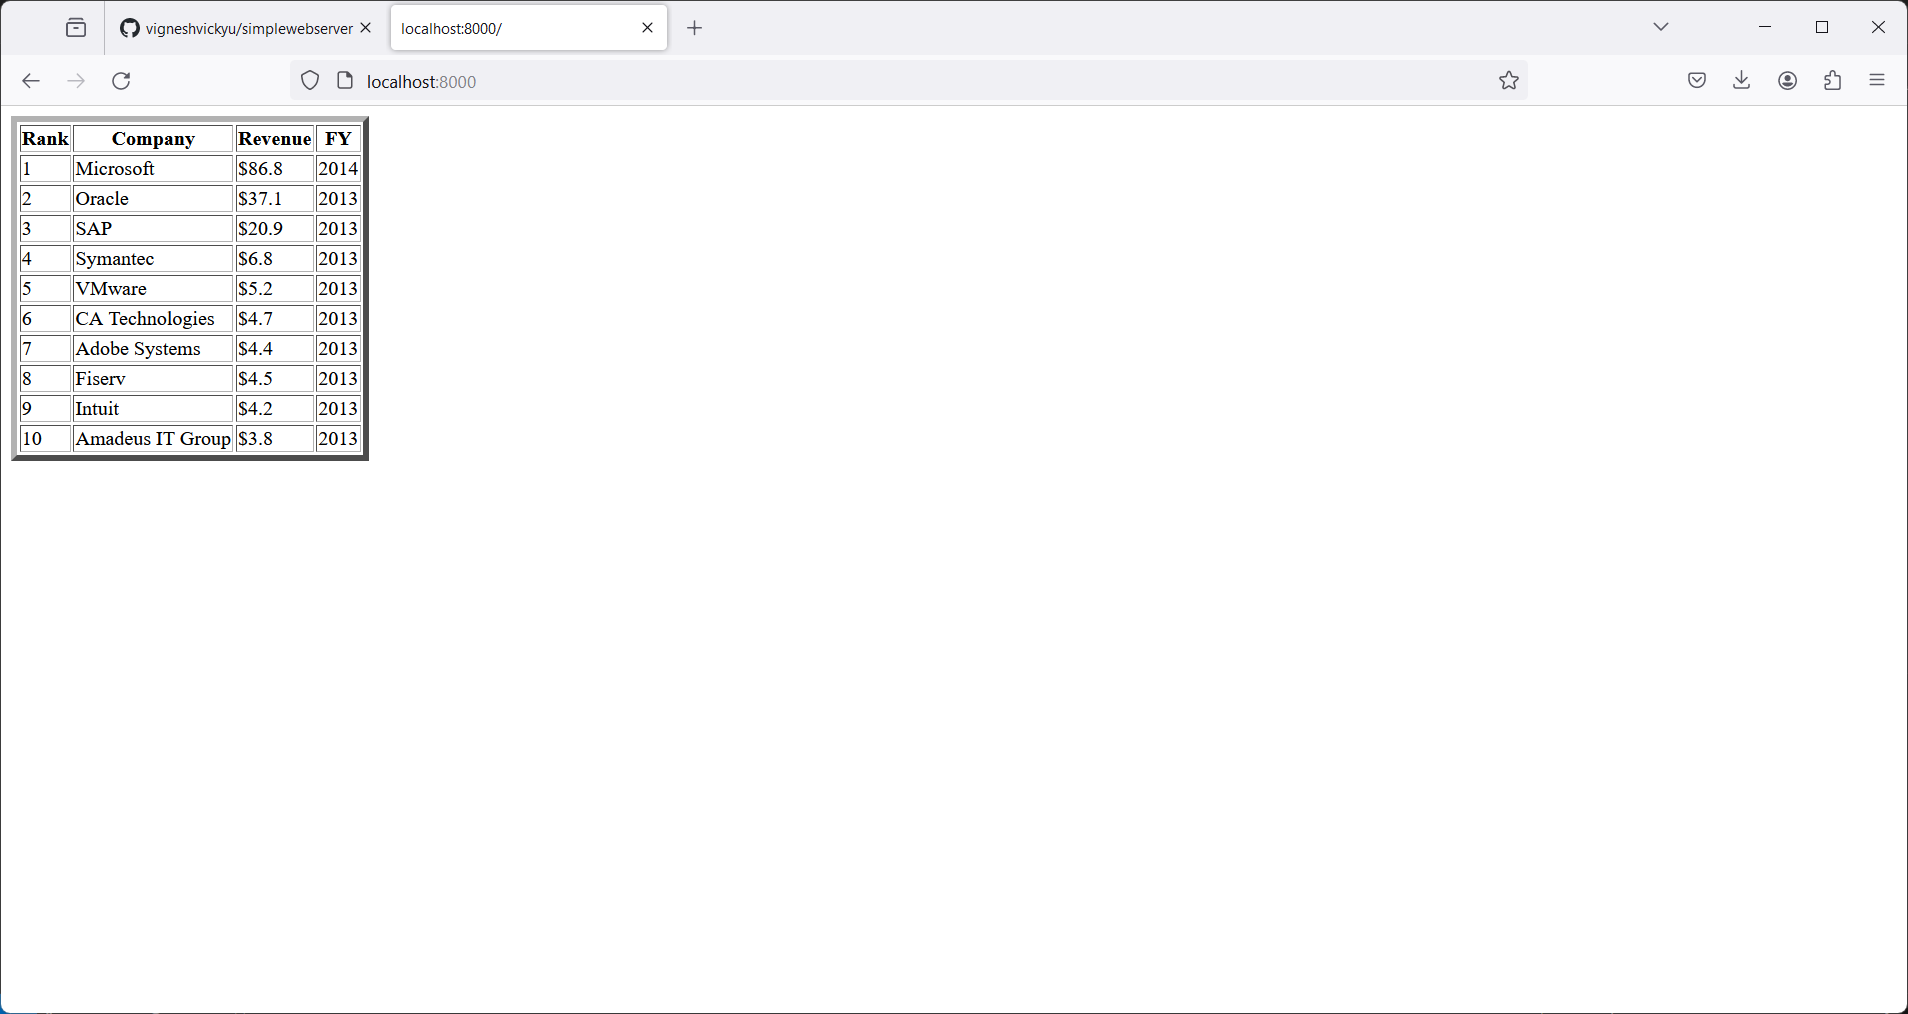 vigneshvickyu/simplewebserver
localhost:8000/
localhost:8000
Rank Company Revenue FY
1 Microsoft $86.8 2014
2 Oracle $37.1 2013
3 SAP $20.9 2013
4 Symantec $6.8 2013
5 VMware $5.2 2013
6 CA Technologies $4.7 2013
7 Adobe Systems $4.4 2013
8 Fiserv $4.5 2013
9 Intuit $4.2 2013
10 Amadeus IT Group $3.8 2013